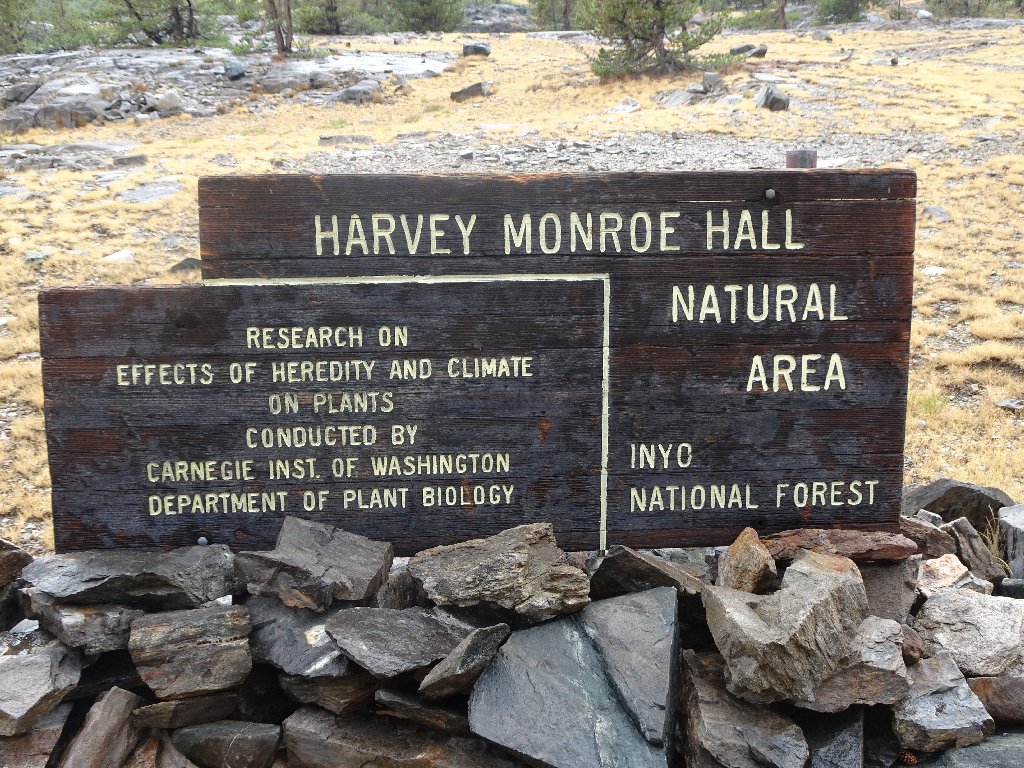 HARVEY MONROE HALL
NATURAL
AREA
INYO
NATIONAL FOREST
RESEARCH ON
EFFECTS OF HEREDITY AND CLIMATE
ON PLANTS
CONDUCTED BY
CARNEGIE INST. OF WASHINGTON
DEPARTMENT OF PLANT BIOLOGY